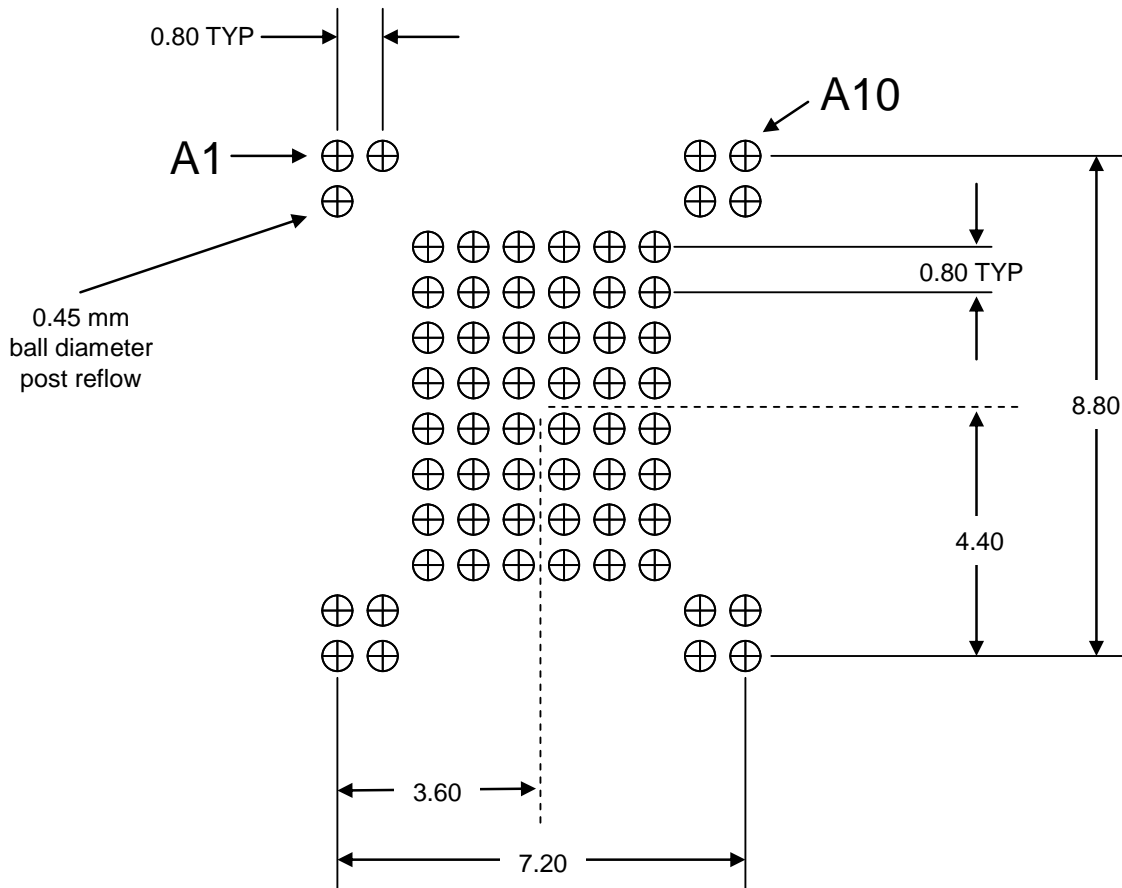 0.80 TYP
A10
A1
0.80 TYP
0.45 mm
ball diameter
post reflow
8.80
4.40
3.60
7.20